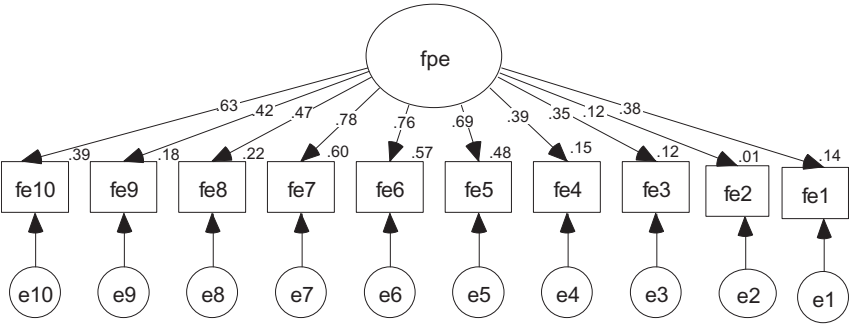 fpe
.63 .42 .47 .78 .76 .69 .39 .35 .12 .38
.39 .18 .22 .60 .57 .48 .15 .12 .01 .14
fe10 fe9 fe8 fe7 fe6 fe5 fe4 fe3 fe2 fe1
e10 e9 e8 e7 e6 e5 e4 e3 e2 e1